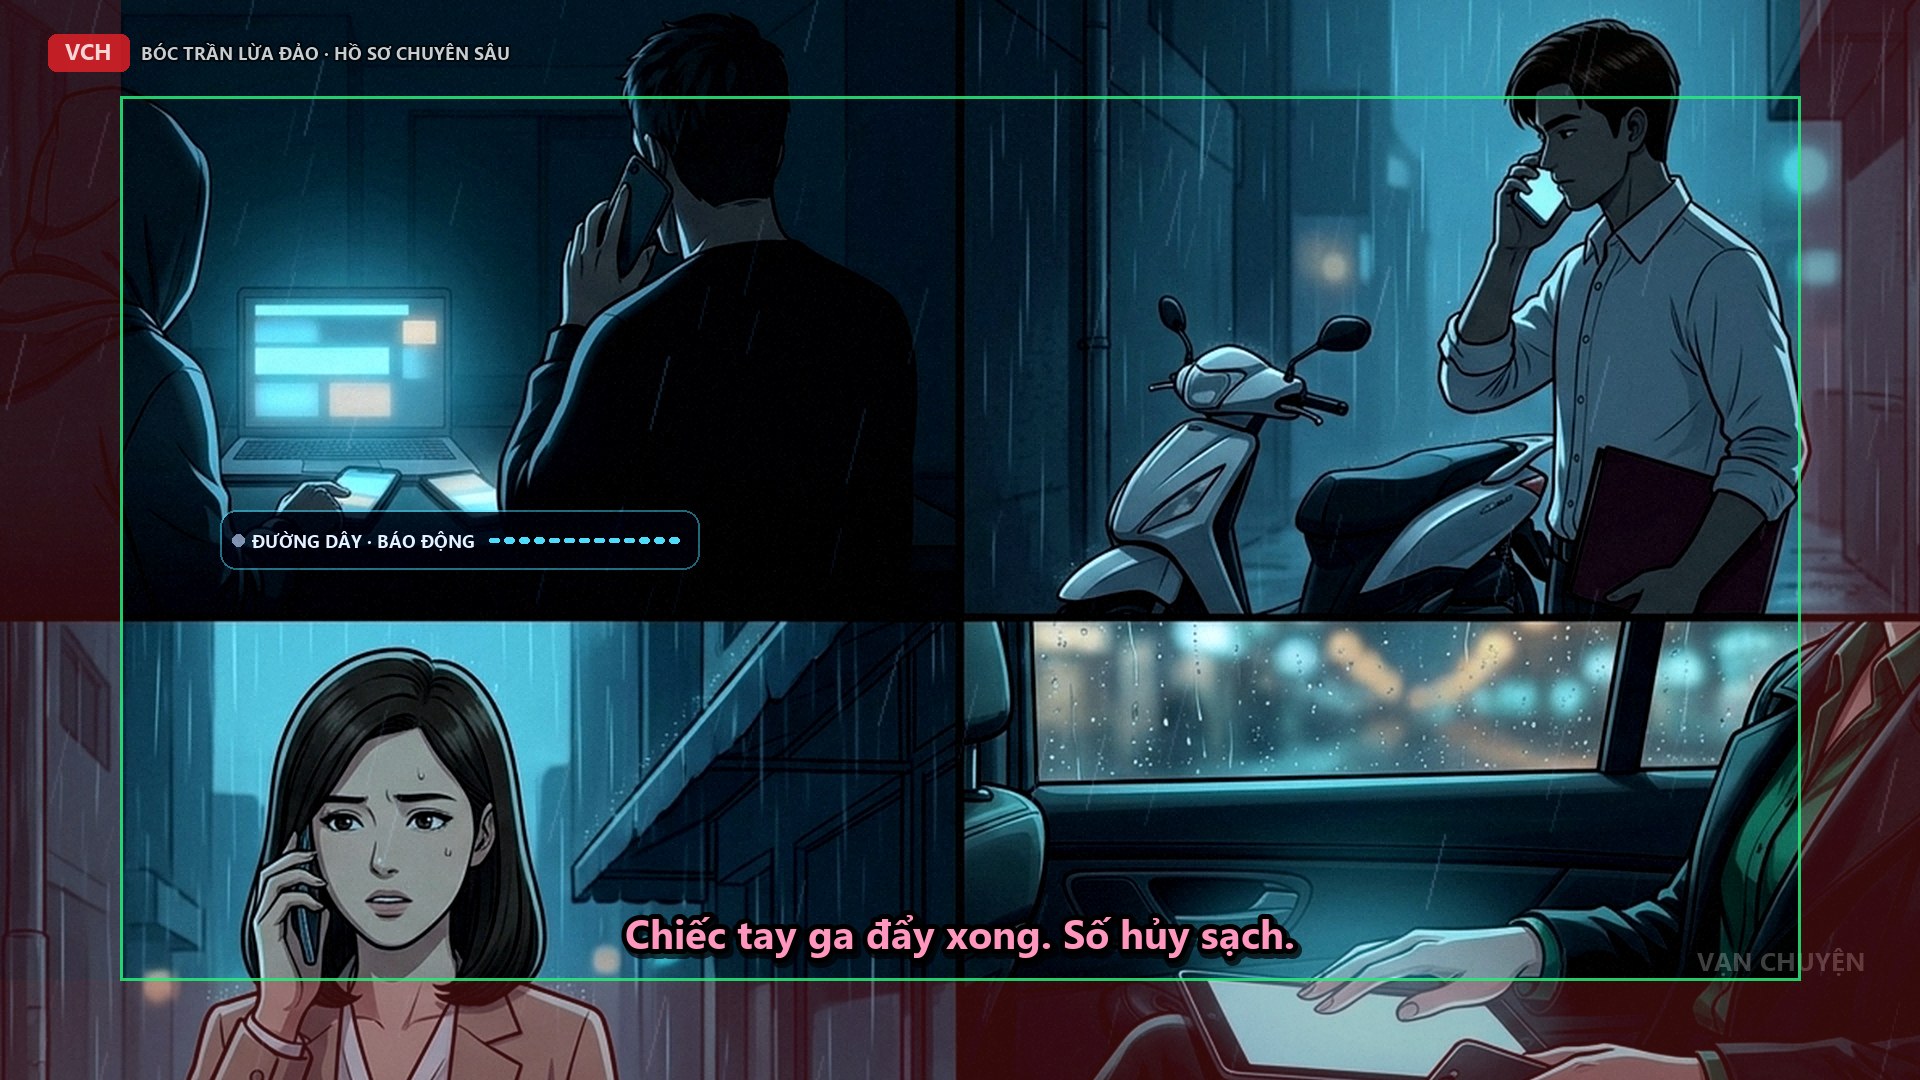 VCH BÓC TRẦN LỪA ĐẢO · HỒ SƠ CHUYÊN SÂU
ĐƯỜNG DÂY · BÁO ĐỘNG
Chiếc tay ga đẩy xong. Số hủy sạch.
VẠN CHUYỆN